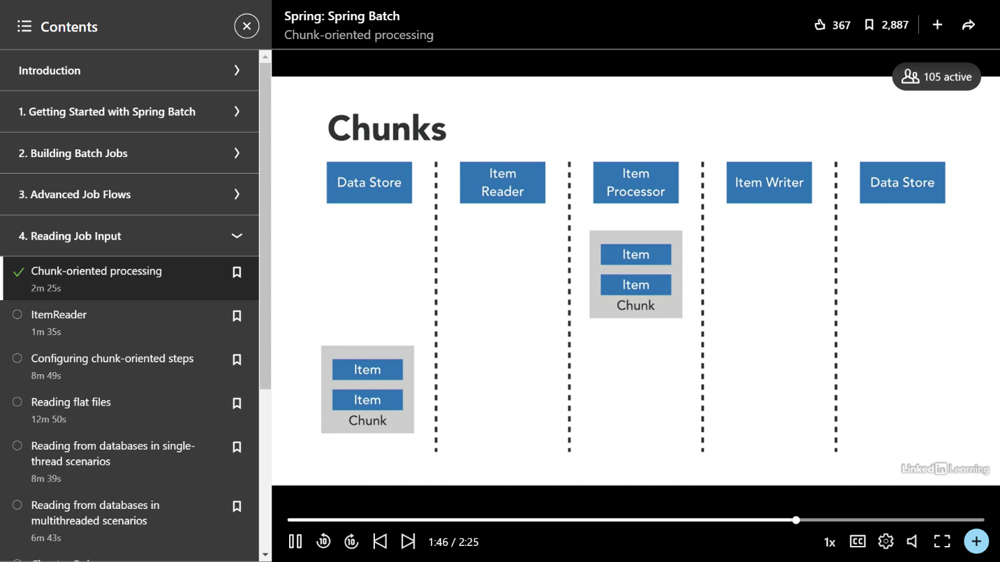 Contents
Introduction
1. Getting Started with Spring Batch
2. Building Batch Jobs
3. Advanced Job Flows
4. Reading Job Input
Chunk-oriented processing
2m 25s
ItemReader
1m 35s
Configuring chunk-oriented steps
8m 49s
Reading flat files
12m 50s
Reading from databases in single-
thread scenarios
8m 39s
Reading from databases in
multithreaded scenarios
6m 43s
Spring: Spring Batch
Chunk-oriented processing
367
2,887
105 active
Chunks
Data Store
Item
Reader
Item
Processor
Item Writer
Data Store
Item
Item
Chunk
Item
Item
Chunk
LinkedIn Learning
10
10
1:46 / 2:25
1x
CC